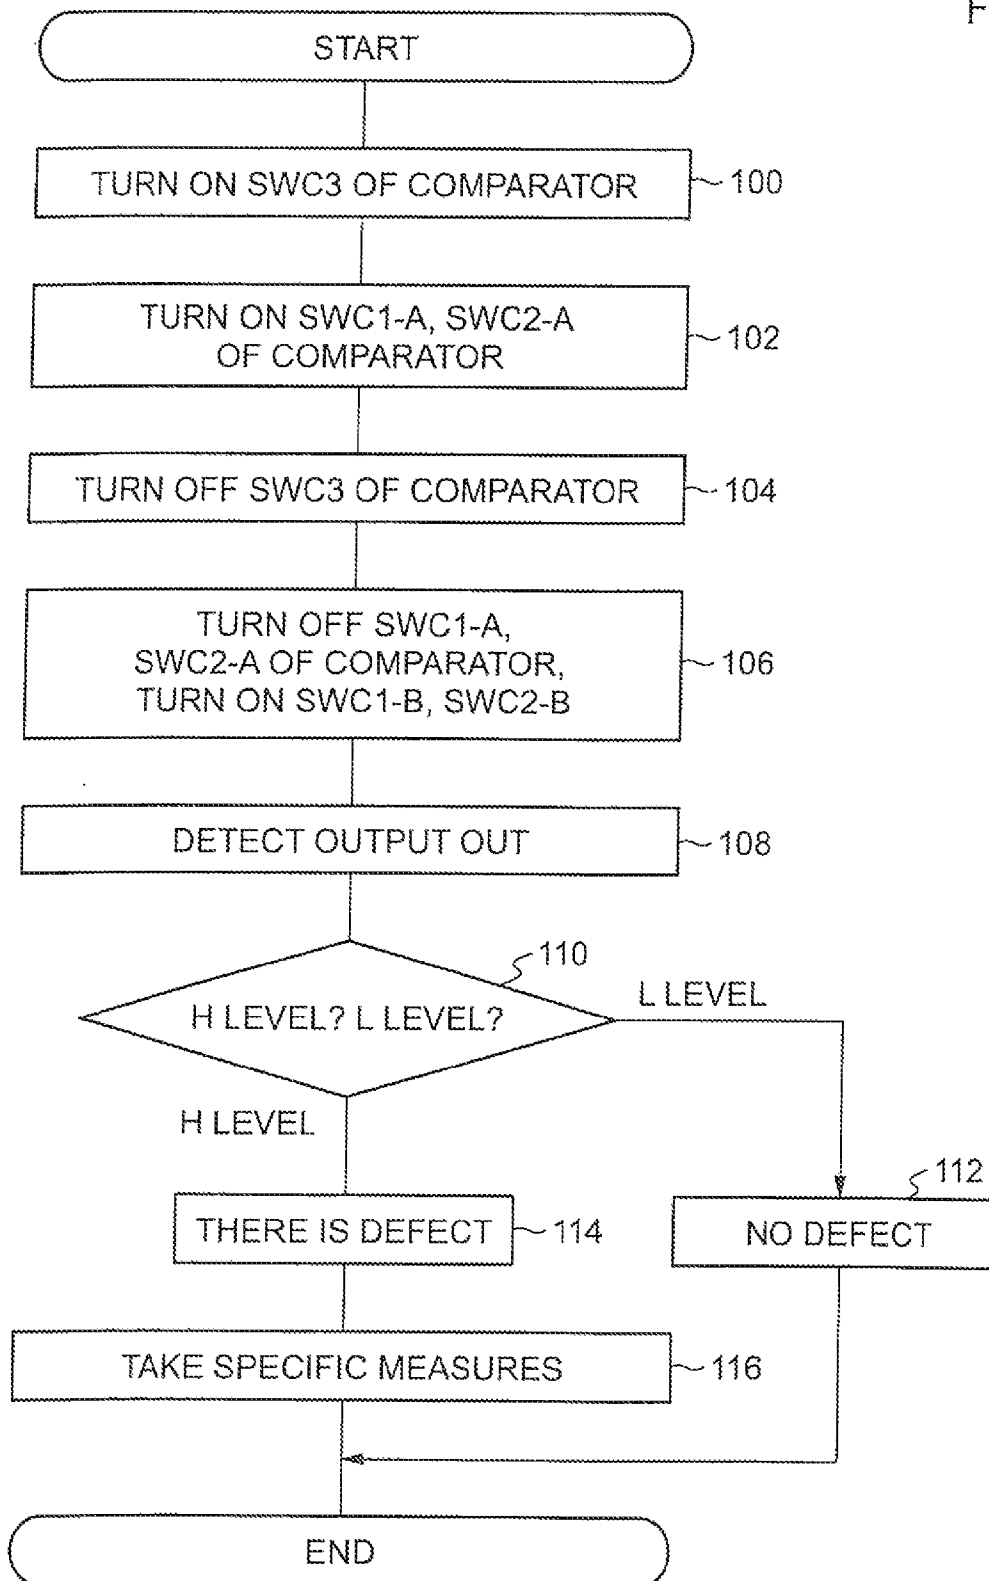 F
START
TURN ON SWC3 OF COMPARATOR
100
TURN ON SWC1-A, SWC2-A
OF COMPARATOR
102
TURN OFF SWC3 OF COMPARATOR
104
TURN OFF SWC1-A,
SWC2-A OF COMPARATOR,
TURN ON SWC1-B, SWC2-B
106
DETECT OUTPUT OUT
108
110
H LEVEL? L LEVEL?
L LEVEL
H LEVEL
112
THERE IS DEFECT
114
NO DEFECT
TAKE SPECIFIC MEASURES
116
END